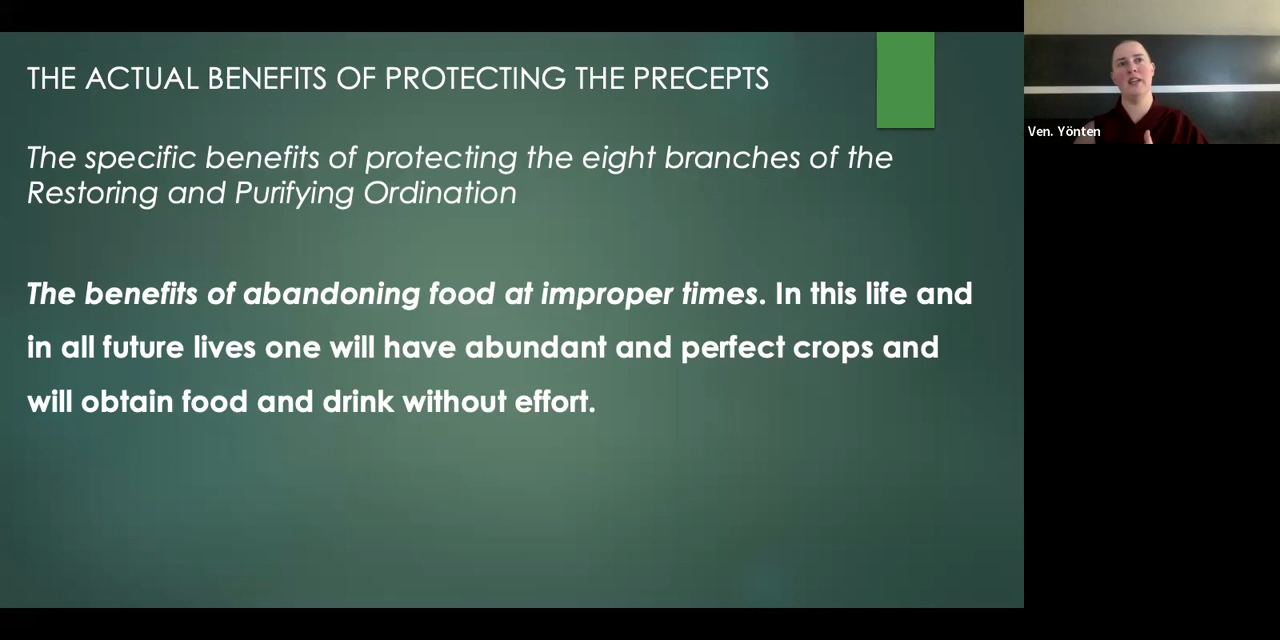 THE ACTUAL BENEFITS OF PROTECTING THE PRECEPTS
The specific benefits of protecting the eight branches of the
Restoring and Purifying Ordination
The benefits of abandoning food at improper times. In this life and
in all future lives one will have abundant and perfect crops and
will obtain food and drink without effort.
Ven. Yönten